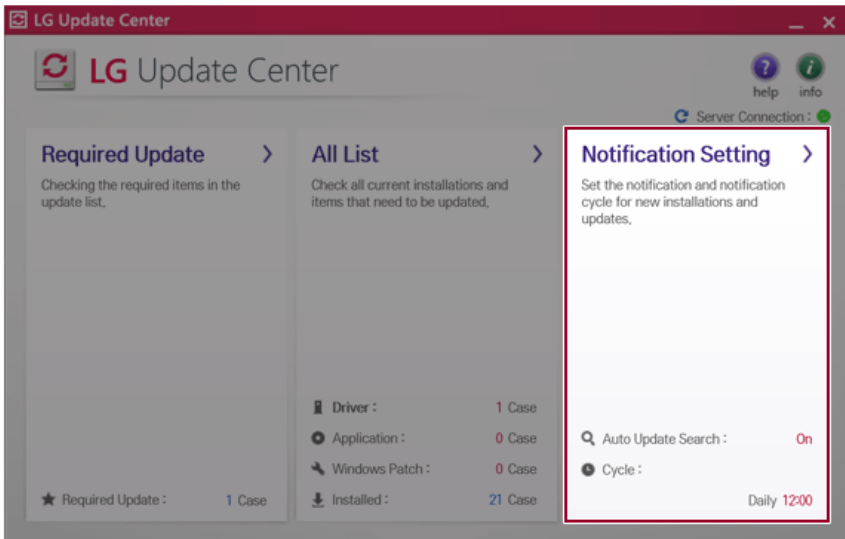 LG Update Center
LG Update Center
help
info
Server Connection :
Required Update
Checking the required items in the
update list.
Required Update :
1 Case
All List
Check all current installations and
items that need to be updated.
Driver :
1 Case
Application :
0 Case
Windows Patch :
0 Case
Installed :
21 Case
Notification Setting
Set the notification and notification
cycle for new installations and
updates.
Auto Update Search :
On
Cycle :
Daily 12:00